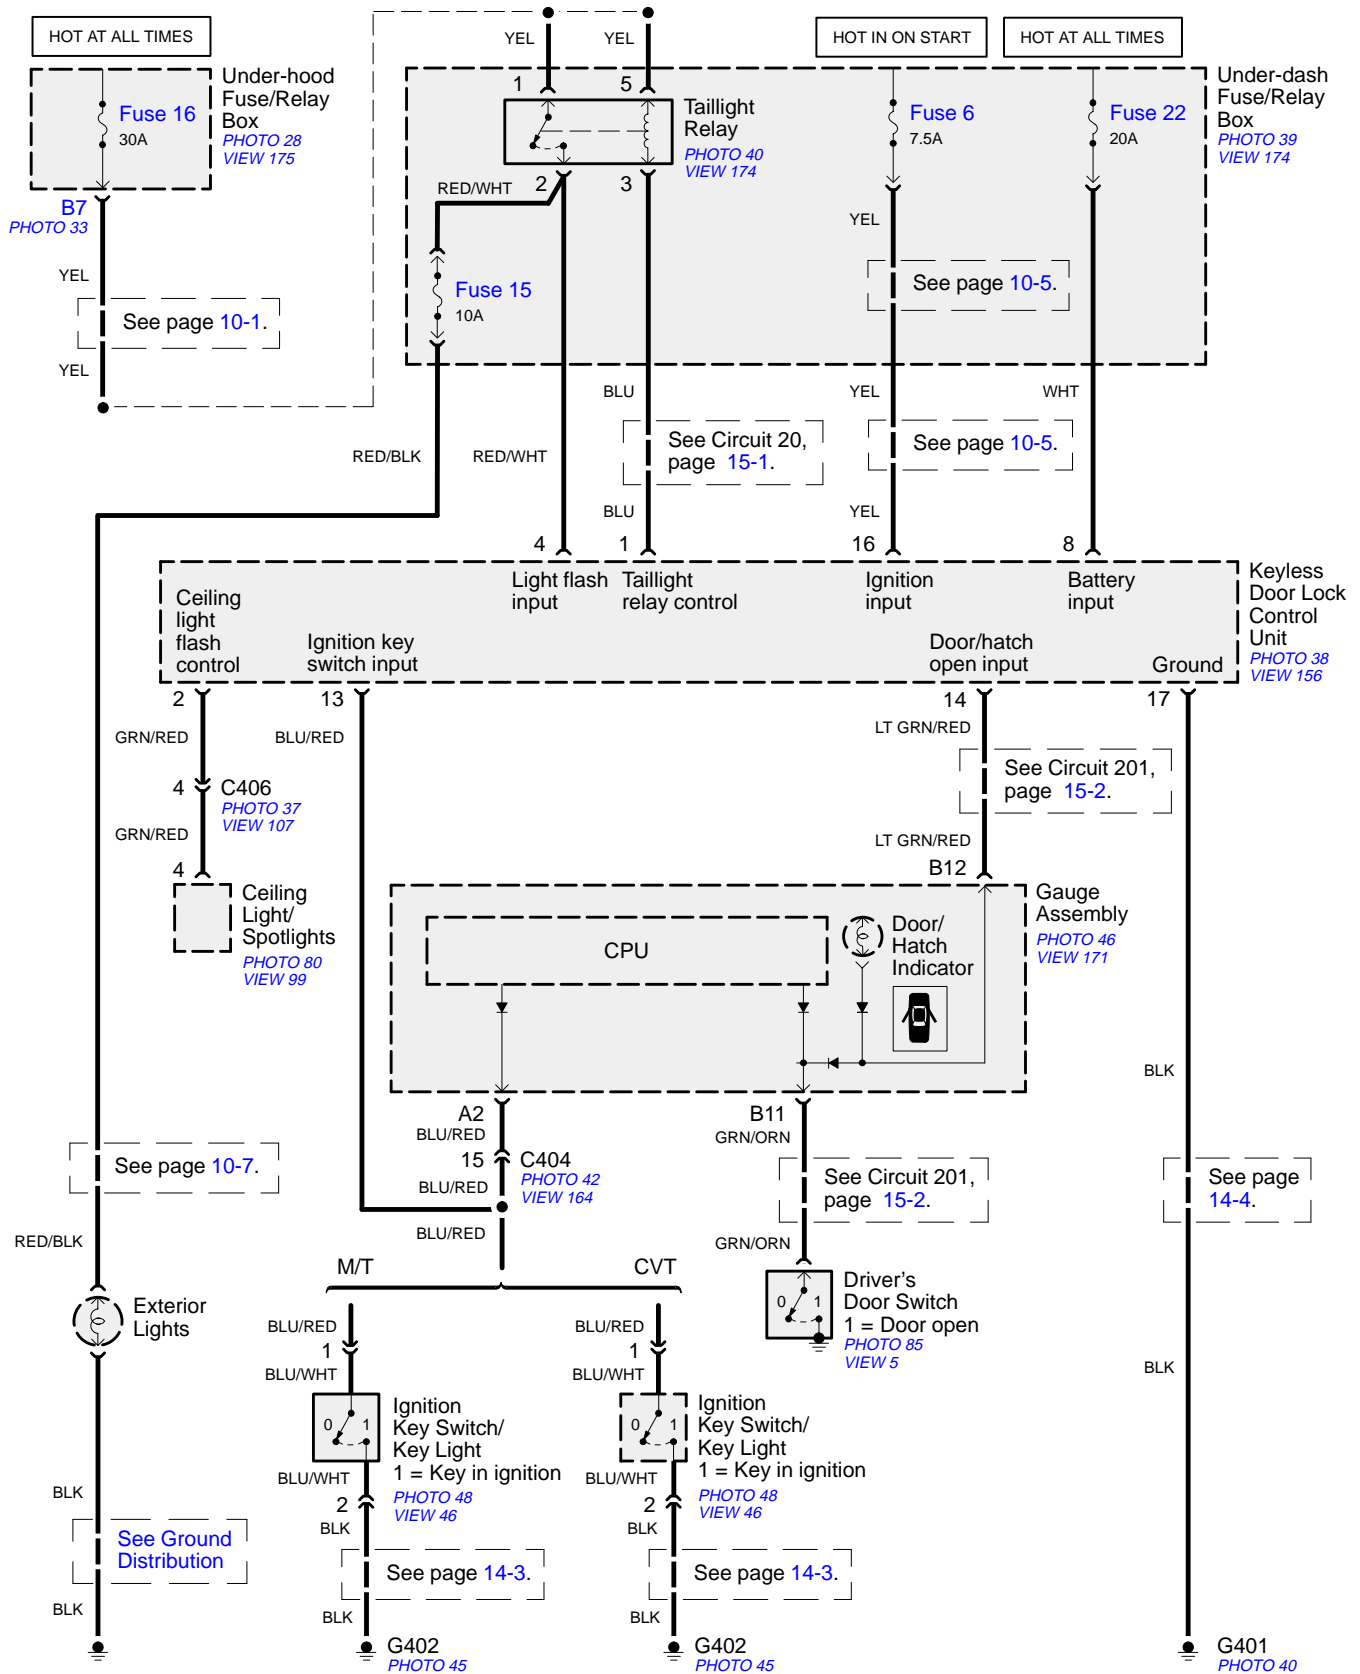 HOT AT ALL TIMES
Under-hood
Fuse/Relay
Box
PHOTO 28
VIEW 175
Fuse 16
30A
B7
PHOTO 33
YEL
See page 10-1.
YEL
YEL
YEL
HOT IN ON START
HOT AT ALL TIMES
1
5
Taillight
Relay
PHOTO 40
VIEW 174
Fuse 6
7.5A
Fuse 22
20A
Under-dash
Fuse/Relay
Box
PHOTO 39
VIEW 174
RED/WHT
2
3
YEL
Fuse 15
10A
See page 10-5.
BLU
YEL
WHT
RED/BLK
RED/WHT
See Circuit 20,
page 15-1.
See page 10-5.
BLU
YEL
4
1
16
8
Ceiling
light
flash
control
Ignition key
switch input
Light flash
input
Taillight
relay control
Ignition
input
Battery
input
Door/hatch
open input
Ground
Keyless
Door Lock
Control
Unit
PHOTO 38
VIEW 156
2
13
14
17
GRN/RED
BLU/RED
LT GRN/RED
4
C406
PHOTO 37
VIEW 107
See Circuit 201,
page 15-2.
GRN/RED
LT GRN/RED
4
B12
Ceiling
Light/
Spotlights
PHOTO 80
VIEW 99
CPU
Door/
Hatch
Indicator
Gauge
Assembly
PHOTO 46
VIEW 171
BLK
A2
BLU/RED
B11
GRN/ORN
15
C404
PHOTO 42
VIEW 164
BLU/RED
See page 10-7.
See Circuit 201,
page 15-2.
See page
14-4.
BLU/RED
RED/BLK
GRN/ORN
M/T
CVT
Exterior
Lights
BLU/RED
1
BLU/WHT
BLU/RED
1
BLU/WHT
0
1
Driver's
Door Switch
1 = Door open
PHOTO 85
VIEW 5
BLK
0
1
Ignition
Key Switch/
Key Light
1 = Key in ignition
PHOTO 48
VIEW 46
0
1
Ignition
Key Switch/
Key Light
1 = Key in ignition
PHOTO 48
VIEW 46
BLU/WHT
2
BLK
BLU/WHT
2
BLK
BLK
See Ground
Distribution
See page 14-3.
See page 14-3.
BLK
BLK
BLK
G402
PHOTO 45
G402
PHOTO 45
G401
PHOTO 40